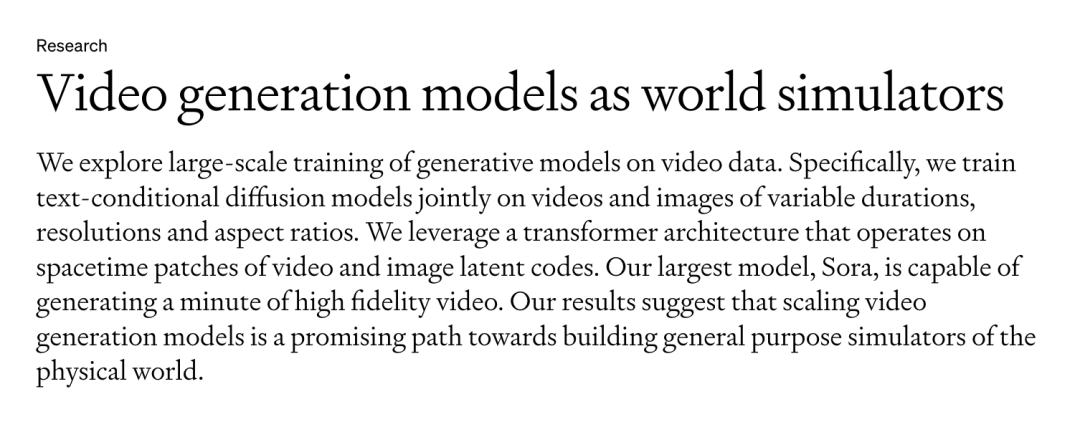 Research
Video generation models as world simulators
We explore large-scale training of generative models on video data. Specifically, we train
text-conditional diffusion models jointly on videos and images of variable durations,
resolutions and aspect ratios. We leverage a transformer architecture that operates on
spacetime patches of video and image latent codes. Our largest model, Sora, is capable of
generating a minute of high fidelity video. Our results suggest that scaling video
generation models is a promising path towards building general purpose simulators of the
physical world.